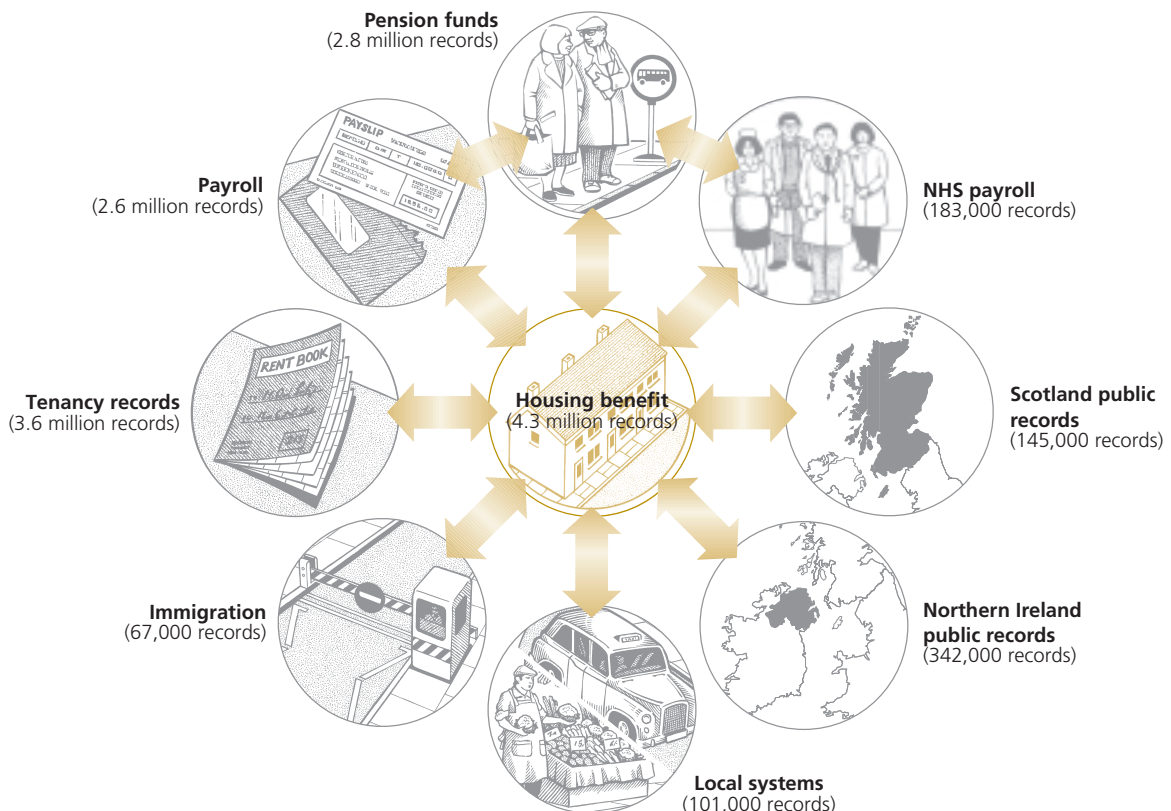 Pension funds
(2.8 million records)
PAYSLIP
Payroll
(2.6 million records)
NHS payroll
(183,000 records)
RENT BOOK
Tenancy records
(3.6 million records)
Housing benefit
(4.3 million records)
Scotland public
records
(145,000 records)
Immigration
(67,000 records)
Northern Ireland
public records
(342,000 records)
TAXI
Local systems
(101,000 records)